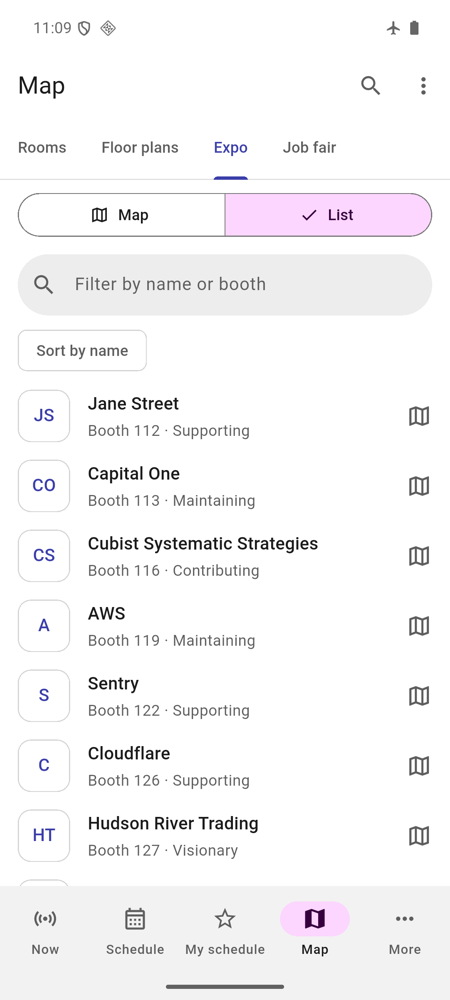 11:09
Map
Rooms Floor plans Expo Job fair
Map List
Filter by name or booth
Sort by name
JS
Jane Street
Booth 112 · Supporting
CO
Capital One
Booth 113 · Maintaining
CS
Cubist Systematic Strategies
Booth 116 · Contributing
A
AWS
Booth 119 · Maintaining
S
Sentry
Booth 122 · Supporting
C
Cloudflare
Booth 126 · Supporting
HT
Hudson River Trading
Booth 127 · Visionary
Now Schedule My schedule Map More